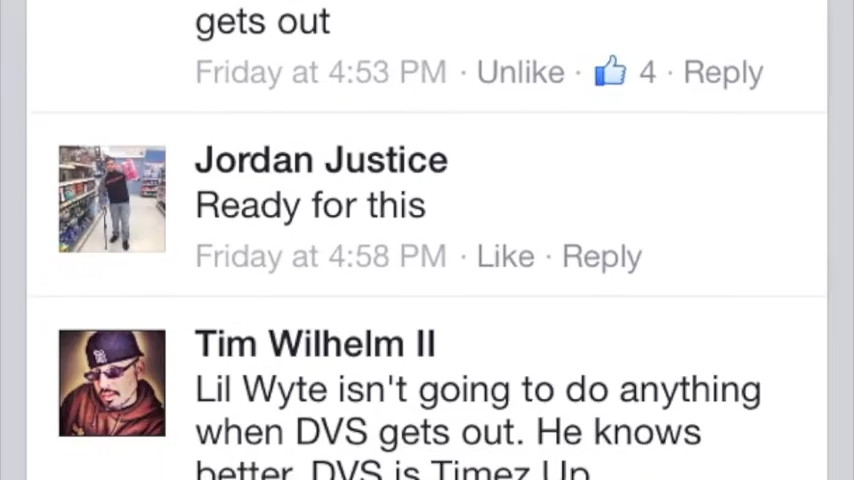 gets out
Friday at 4:53 PM · Unlike · 4 · Reply
Jordan Justice
Ready for this
Friday at 4:58 PM · Like · Reply
Tim Wilhelm II
Lil Wyte isn't going to do anything
when DVS gets out. He knows
better. DVS is Timez Up